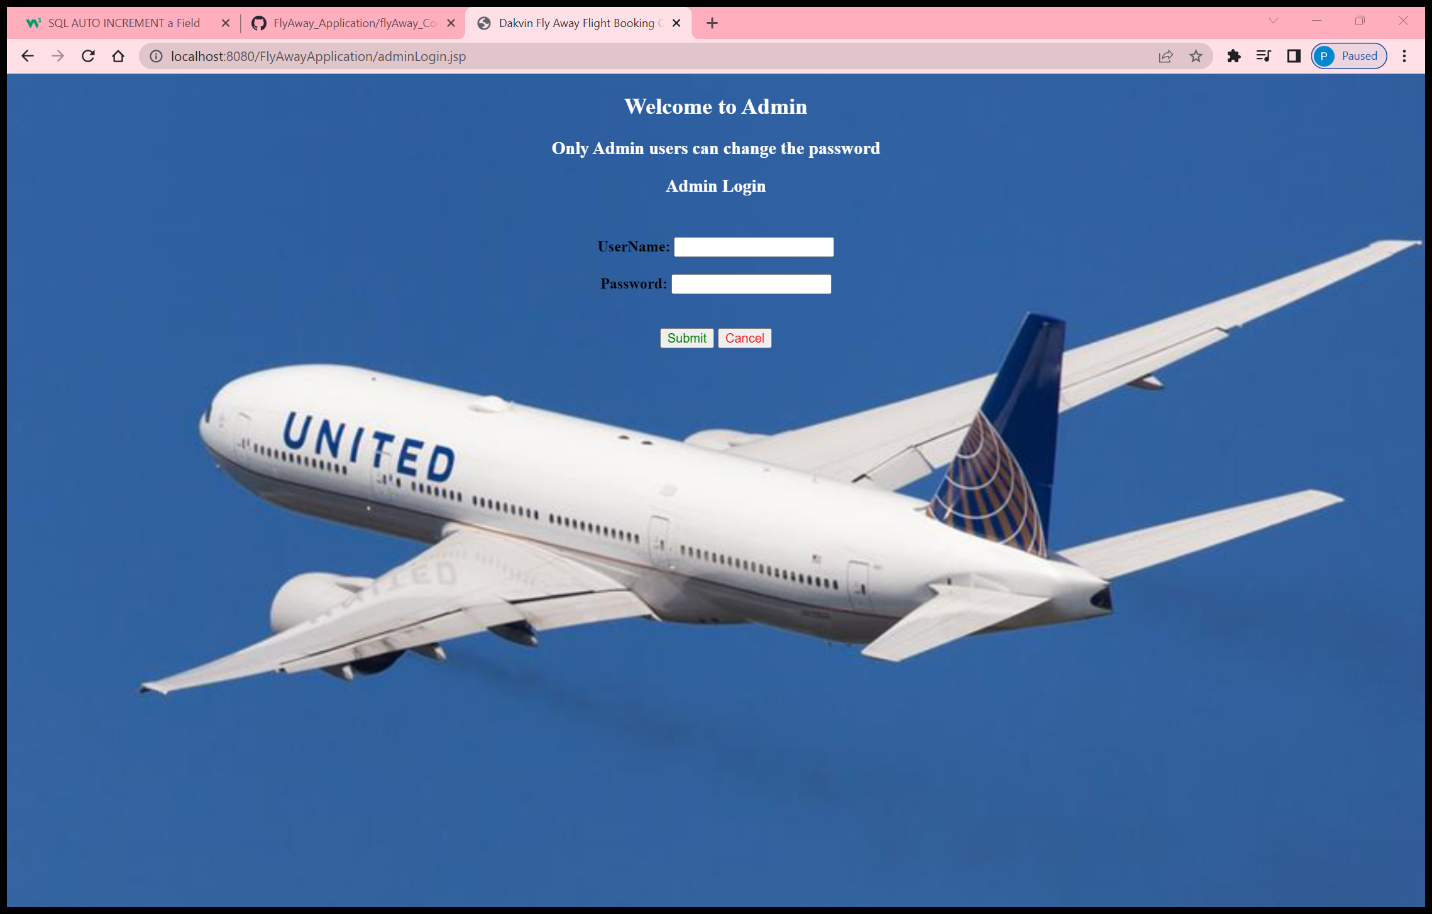 SQL AUTO INCREMENT a Field
FlyAway_Application/flyAway_Co
Dakvin Fly Away Flight Booking
localhost:8080/FlyAwayApplication/adminLogin.jsp
P Paused
Welcome to Admin
Only Admin users can change the password
Admin Login
UserName:
Password:
Submit Cancel
UNITED
UNITED